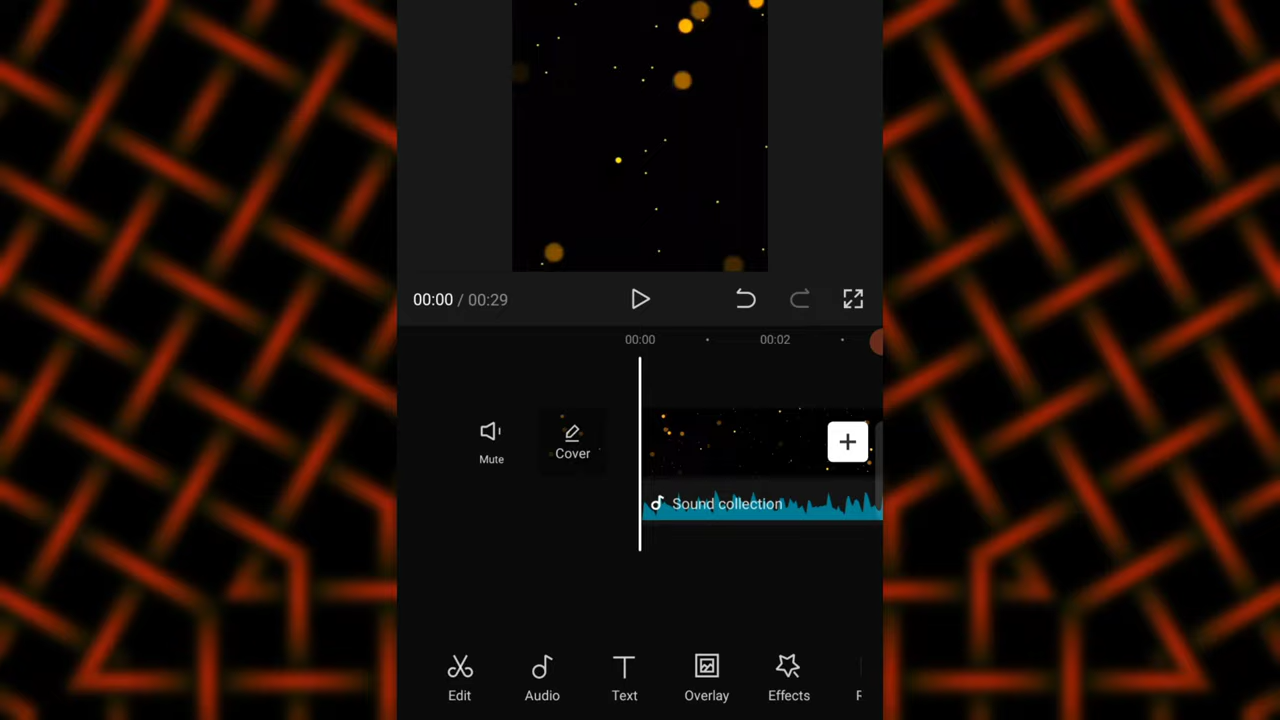 00:00 / 00:29
00:00 00:02
Mute
Cover
Sound collection
Edit Audio Text Overlay Effects